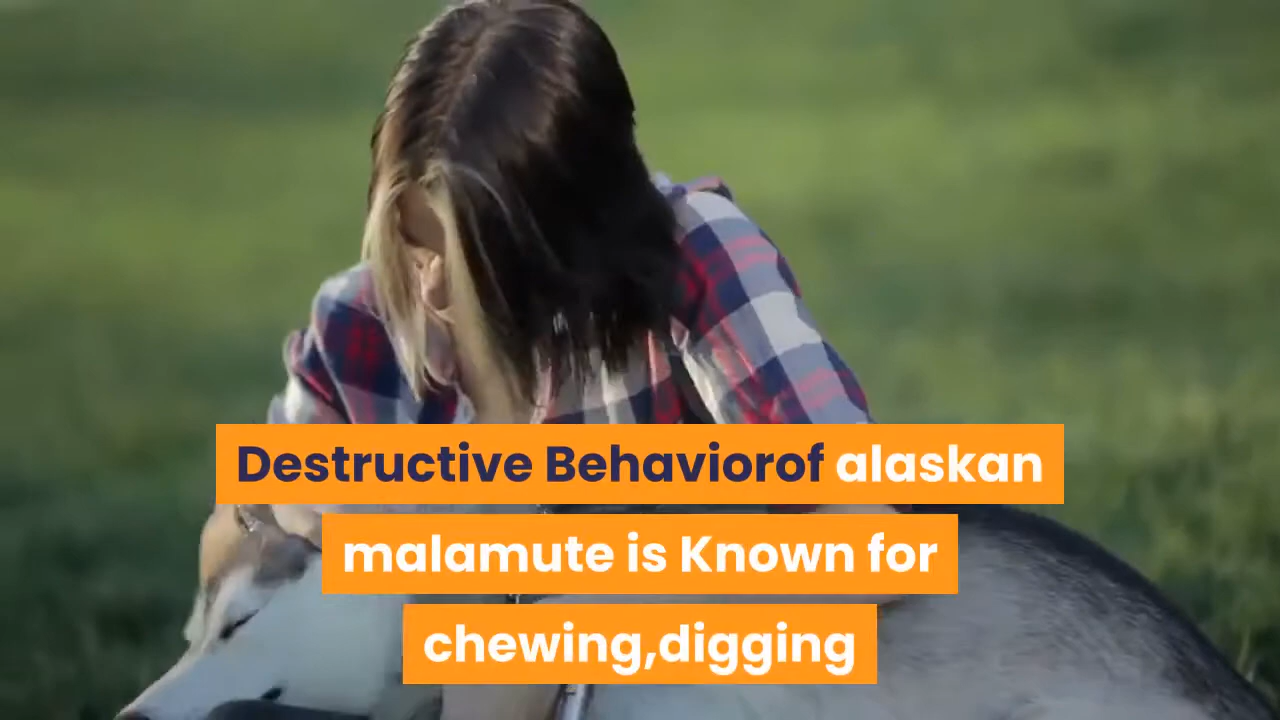 Destructive Behaviorof alaskan
malamute is Known for
chewing,digging